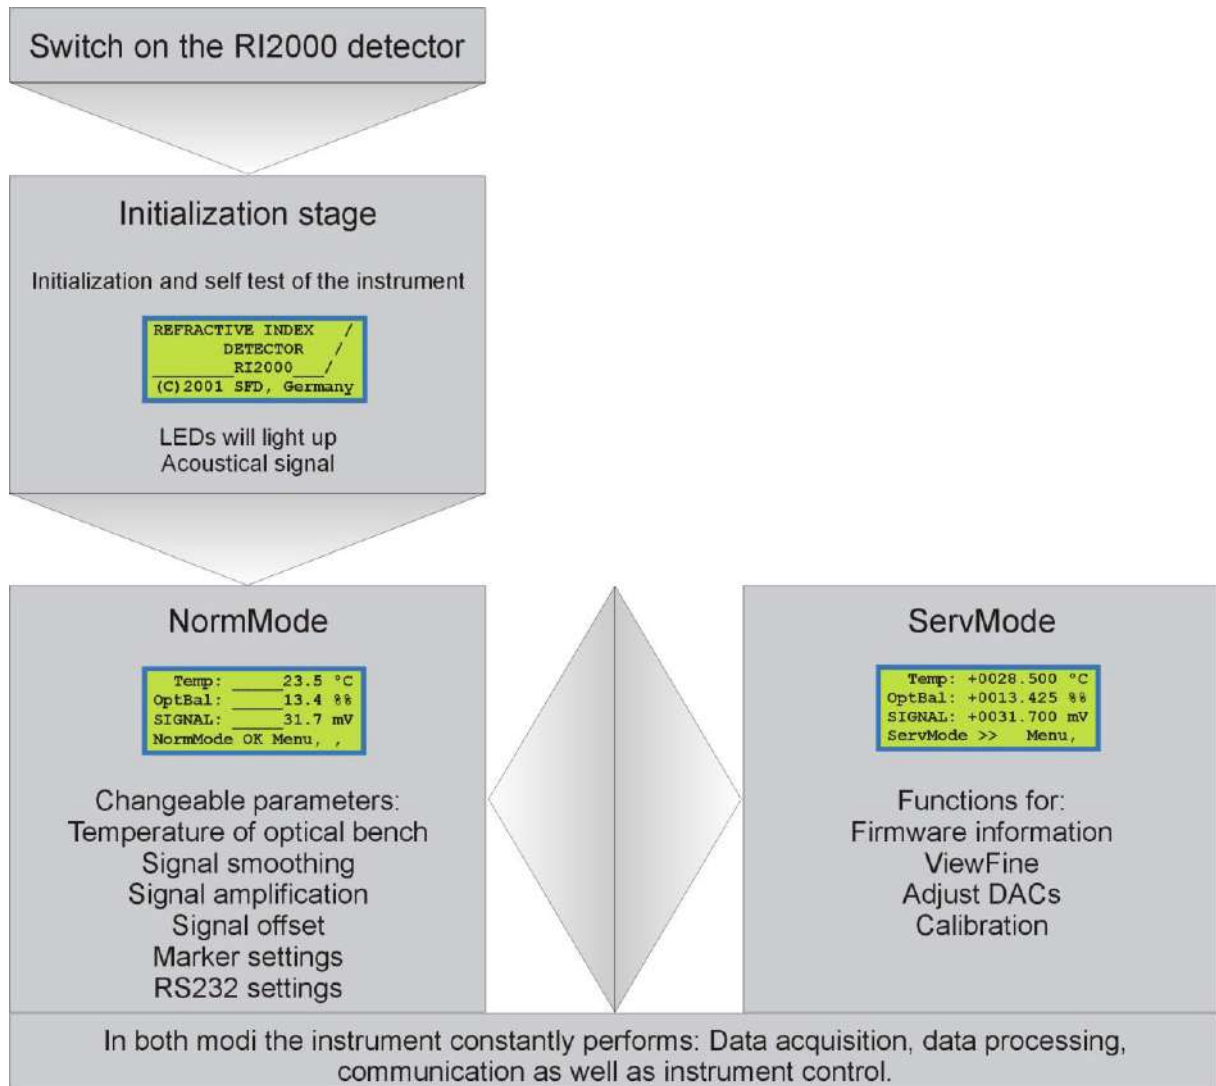 Switch on the RI2000 detector
Initialization stage
Initialization and self test of the instrument
REFRACTIVE INDEX /
DETECTOR /
________RI2000___/
(C)2001 SFD, Germany
LEDs will light up
Acoustical signal
NormMode
Temp: _____23.5 °C
OptBal: _____13.4 %%
SIGNAL: _____31.7 mV
NormMode OK Menu, ,
Changeable parameters:
Temperature of optical bench
Signal smoothing
Signal amplification
Signal offset
Marker settings
RS232 settings
ServMode
Temp: +0028.500 °C
OptBal: +0013.425 %%
SIGNAL: +0031.700 mV
ServMode >> Menu,
Functions for:
Firmware information
ViewFine
Adjust DACs
Calibration
In both modi the instrument constantly performs: Data acquisition, data processing,
communication as well as instrument control.